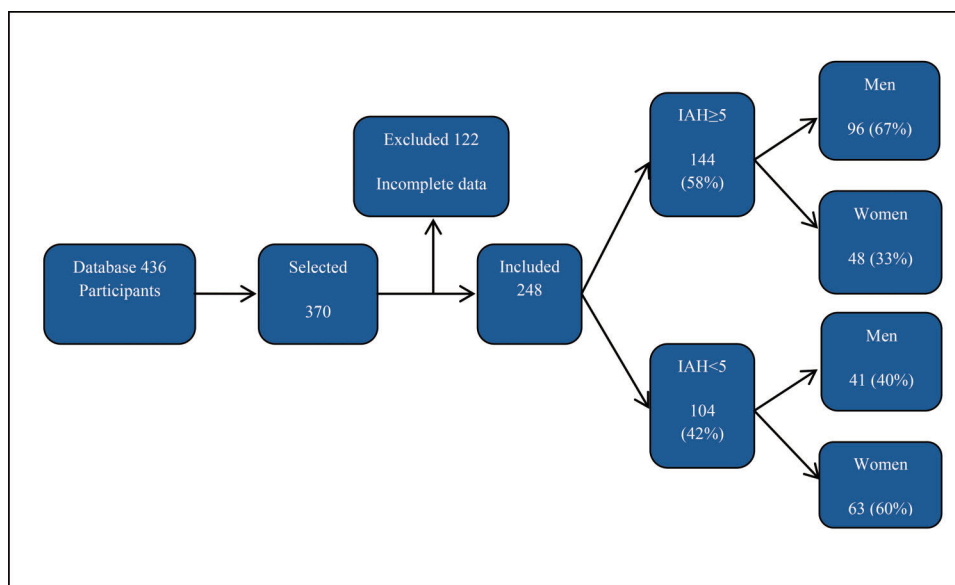 Database 436
Participants
Selected
370
Excluded 122
Incomplete data
Included
248
IAH≥5
144
(58%)
Men
96 (67%)
Women
48 (33%)
IAH<5
104
(42%)
Men
41 (40%)
Women
63 (60%)